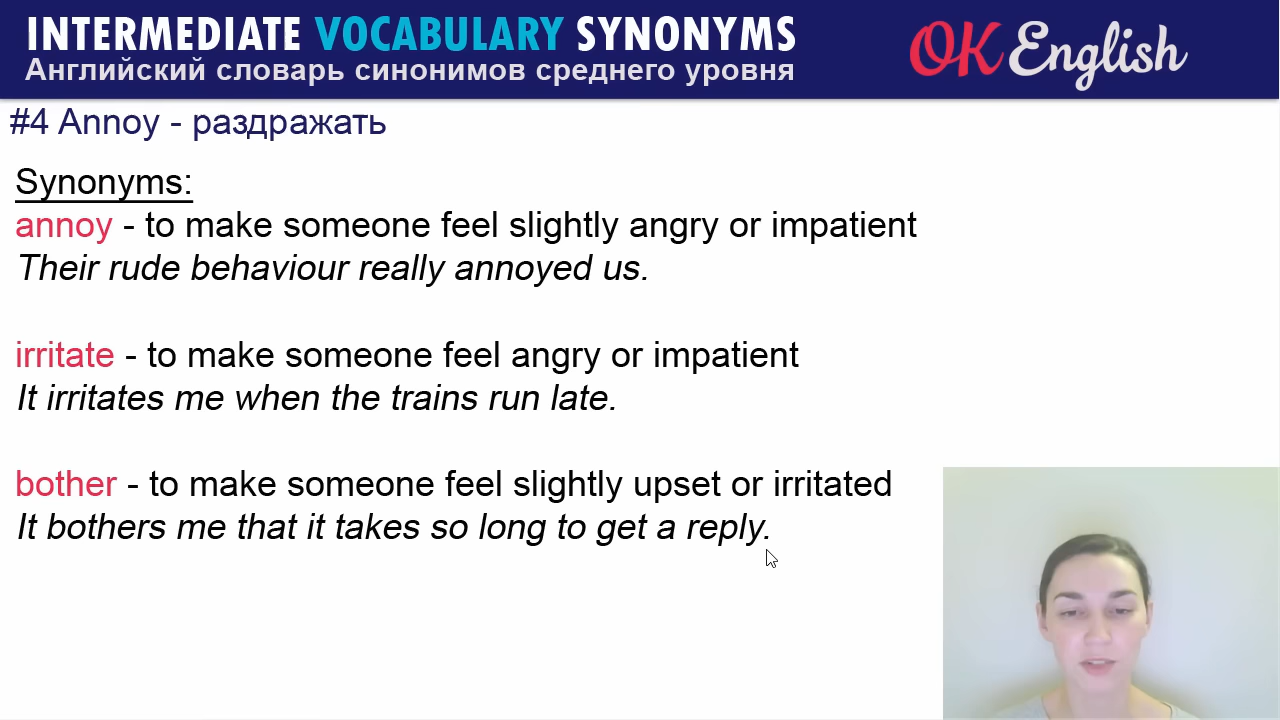 INTERMEDIATE VOCABULARY SYNONYMS
Английский словарь синонимов среднего уровня
OK English
#4 Annoy - раздражать
Synonyms:
annoy - to make someone feel slightly angry or impatient
Their rude behaviour really annoyed us.
irritate - to make someone feel angry or impatient
It irritates me when the trains run late.
bother - to make someone feel slightly upset or irritated
It bothers me that it takes so long to get a reply.